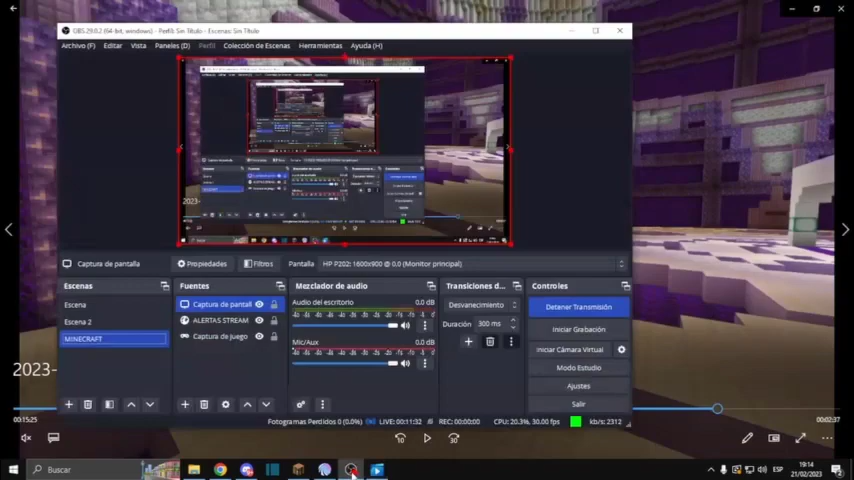 OBS 29.0.2 (64-bit, windows) - Perfil: Sin Título - Escenas: Sin Título
Archivo (F) Editar Vista Paneles (D) Perfil Colección de Escenas Herramientas Ayuda (H)
Captura de pantalla Propiedades Filtros Pantalla HP P202: 1600x900 @ 0,0 (Monitor principal)
Escenas Fuentes Mezclador de audio Transiciones d... Controles
Escena
Escena 2
MINECRAFT
Captura de pantall
ALERTAS STREAM
Captura de juego
Audio del escritorio 0.0 dB
Mic/Aux 0.0 dB
Desvanecimiento
Duración 300 ms
Detener Transmisión
Iniciar Grabación
Iniciar Cámara Virtual
Modo Estudio
Ajustes
Salir
Fotogramas Perdidos 0 (0.0%) LIVE: 00:11:32 REC: 00:00:00 CPU: 20.3%, 30.00 fps kb/s: 2312
2023-
00:15:25 00:02:37
10 30
Buscar
ESP
19:14
21/02/2023
2